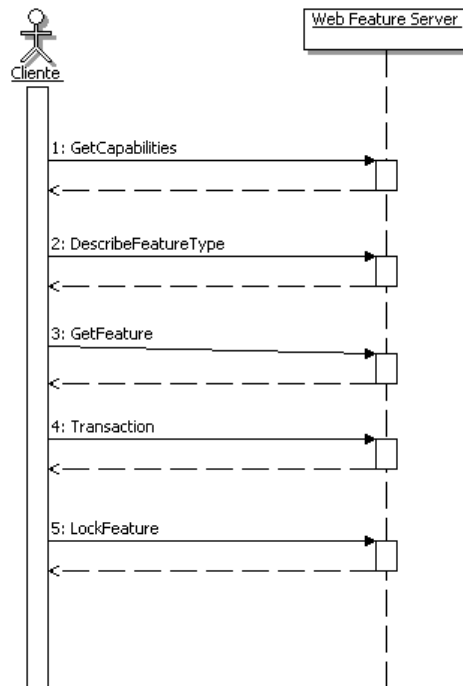 Web Feature Server
Cliente
1: GetCapabilities
2: DescribeFeatureType
3: GetFeature
4: Transaction
5: LockFeature